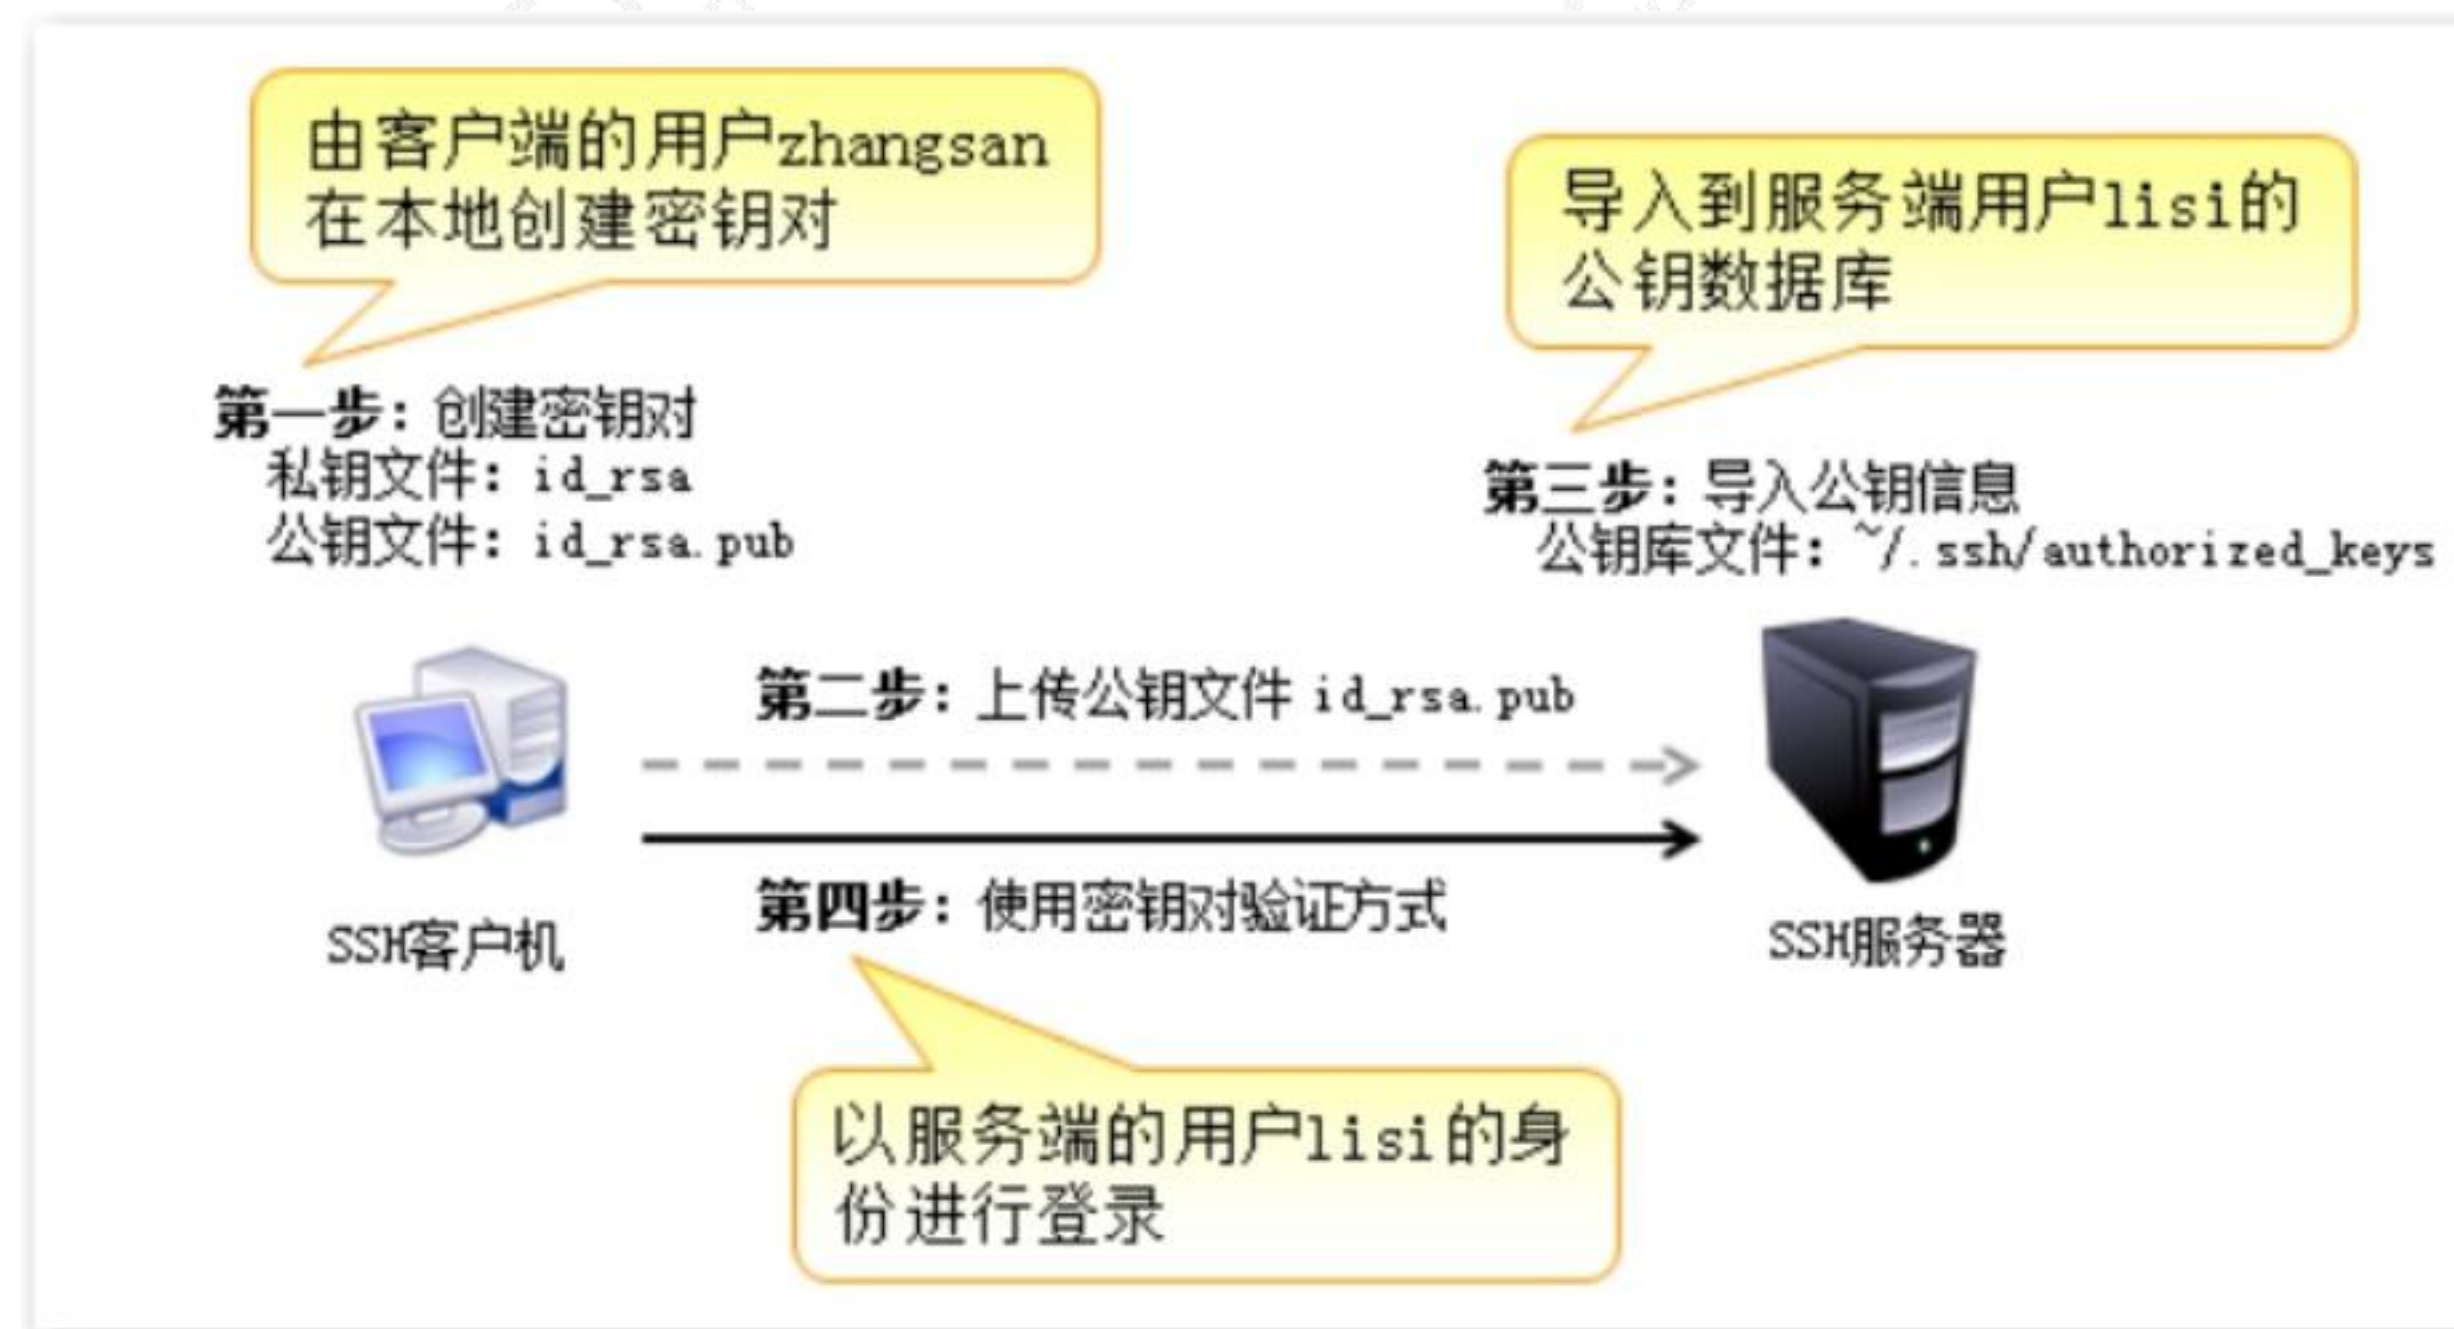 由客户端的用户zhangsan
在本地创建密钥对
导入到服务端用户lisi的
公钥数据库
第一步：创建密钥对
私钥文件：id_rsa
公钥文件：id_rsa.pub
第三步：导入公钥信息
公钥库文件：~/.ssh/authorized_keys
第二步：上传公钥文件 id_rsa.pub
第四步：使用密钥对验证方式
SSH客户机
SSH服务器
以服务端的用户lisi的身
份进行登录